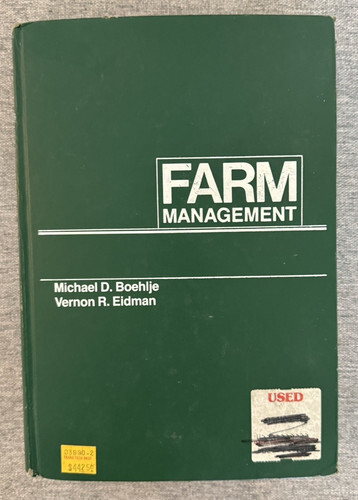 FARM
MANAGEMENT
Michael D. Boehlje
Vernon R. Eidman
USED